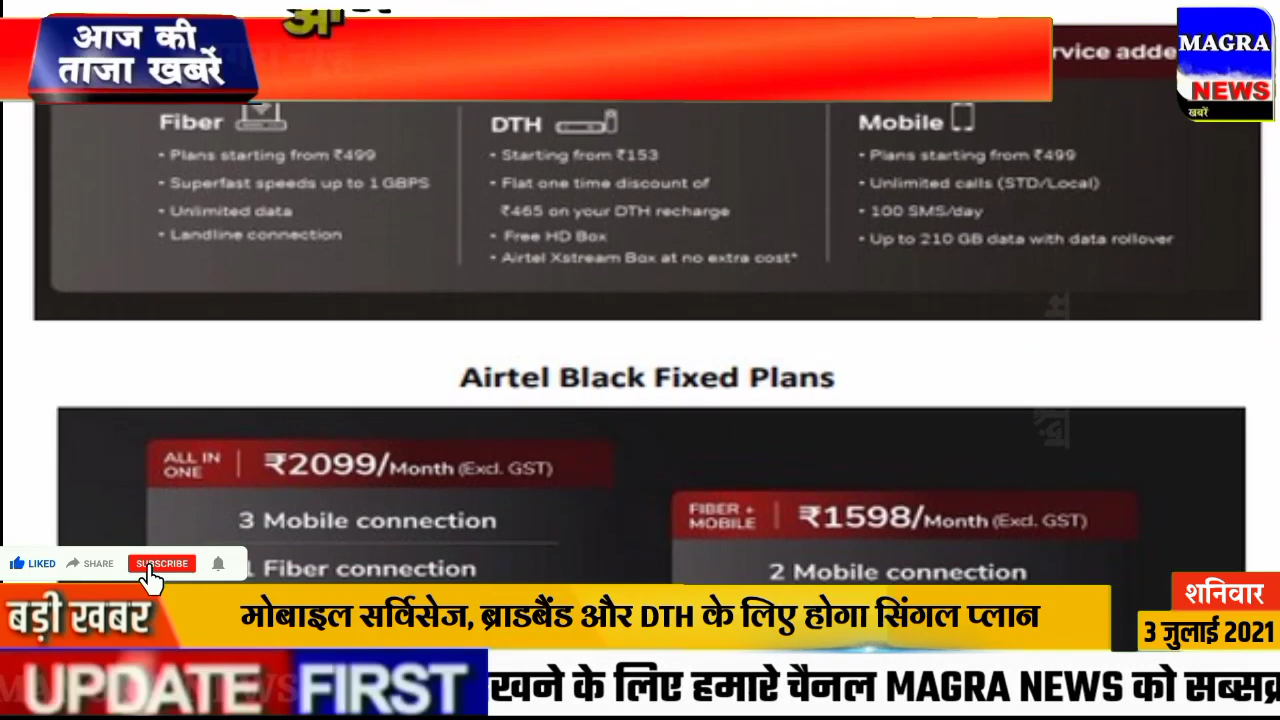 आज की
ताजा खबरें
rvice adde
MAGRA
NEWS
खबरें
Fiber
• Plans starting from ₹499
• Superfast speeds up to 1 GBPS
• Unlimited data
• Landline connection
DTH
• Starting from ₹153
• Flat one time discount of
₹465 on your DTH recharge
• Free HD Box
• Airtel Xstream Box at no extra cost*
Mobile
• Plans starting from ₹499
• Unlimited calls (STD/Local)
• 100 SMS/day
• Up to 210 GB data with data rollover
Airtel Black Fixed Plans
ALL IN ONE | ₹2099/Month (Excl. GST)
3 Mobile connection
1 Fiber connection
FIBER + MOBILE | ₹1598/Month (Excl. GST)
2 Mobile connection
LIKED SHARE SUBSCRIBE
बड़ी खबर
मोबाइल सर्विसेज, ब्राडबैंड और DTH के लिए होगा सिंगल प्लान
शनिवार
3 जुलाई 2021
UPDATE FIRST
खने के लिए हमारे चैनल MAGRA NEWS को सब्सक्र